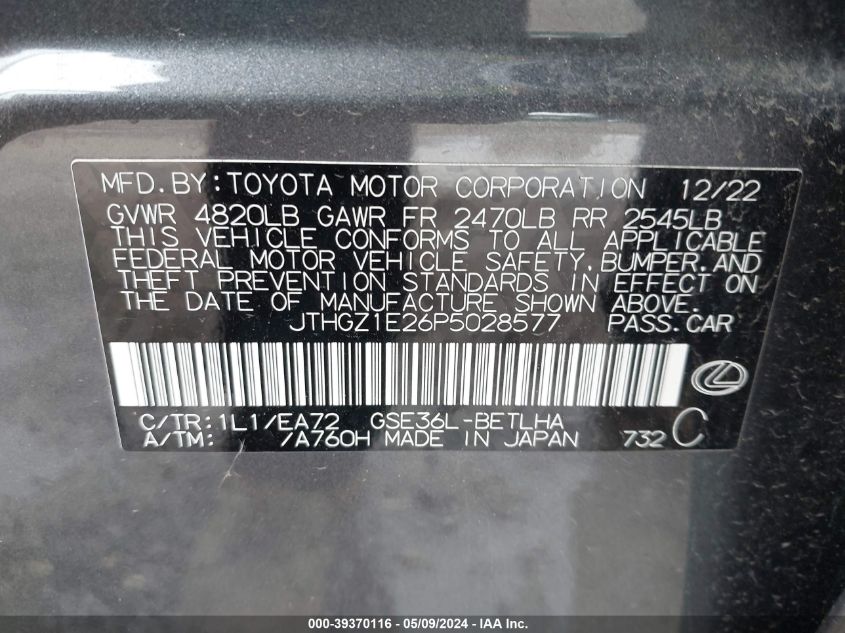 MFD. BY: TOYOTA MOTOR CORPORATION 12/22
GVWR 4820LB GAWR FR 2470LB RR 2545LB
THIS VEHICLE CONFORMS TO ALL APPLICABLE
FEDERAL MOTOR VEHICLE SAFETY, BUMPER, AND
THEFT PREVENTION STANDARDS IN EFFECT ON
THE DATE OF MANUFACTURE SHOWN ABOVE.
JTHGZ1E26P5028577 PASS. CAR
C/TR: 1L1/EA72 GSE36L-BETLHA
A/TM: /A760H MADE IN JAPAN 732 C
000-39370116 - 05/09/2024 - IAA Inc.